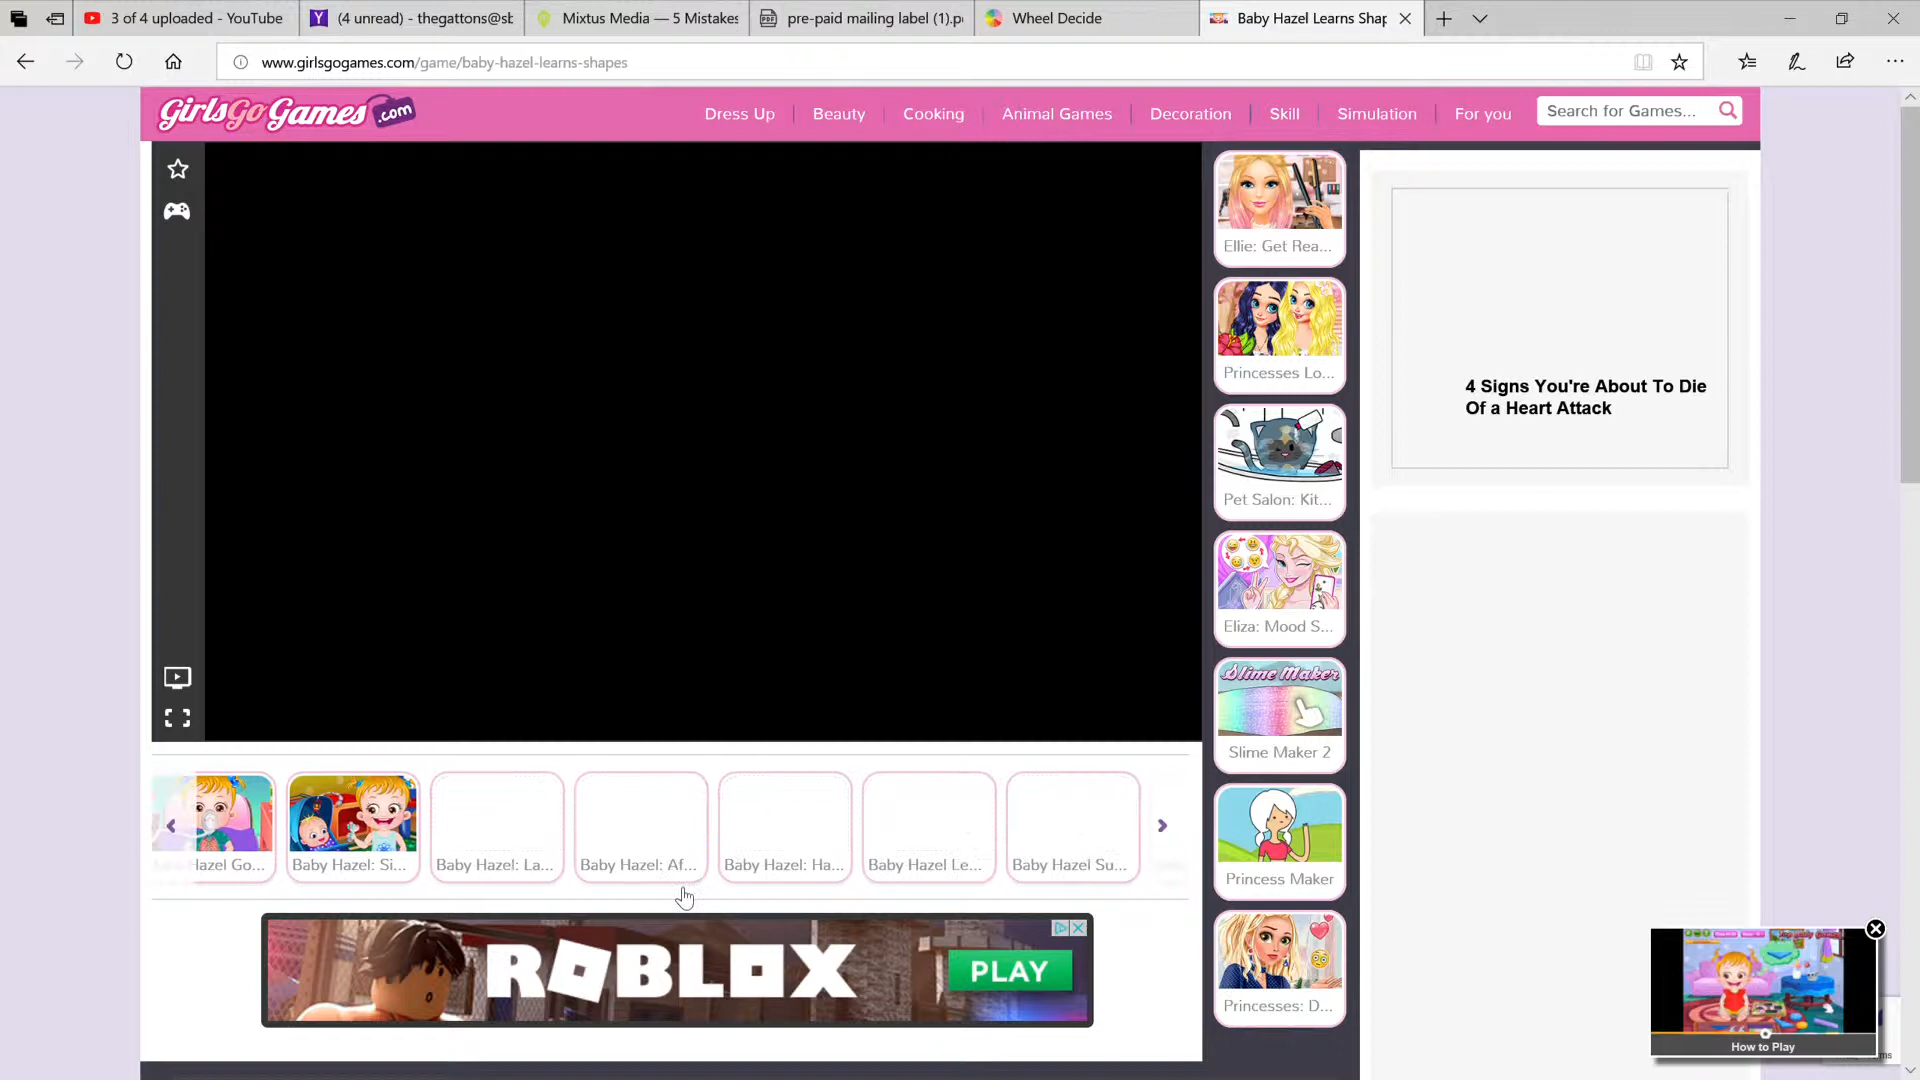 3 of 4 uploaded - YouTube
(4 unread) - thegattons@sb
Mixtus Media — 5 Mistakes
pre-paid mailing label (1).p
Wheel Decide
Baby Hazel Learns Shap
www.girlsgogames.com/game/baby-hazel-learns-shapes
GirlsGoGames.com
Dress Up
Beauty
Cooking
Animal Games
Decoration
Skill
Simulation
For you
Search for Games...
Ellie: Get Rea...
Princesses Lo...
Pet Salon: Kit...
Eliza: Mood S...
Slime Maker
Slime Maker 2
Princess Maker
Princesses: D...
4 Signs You're About To Die
Of a Heart Attack
Hazel Go...
Baby Hazel: Si...
Baby Hazel: La...
Baby Hazel: Af...
Baby Hazel: Ha...
Baby Hazel Le...
Baby Hazel Su...
ROBLOX
PLAY
How to Play